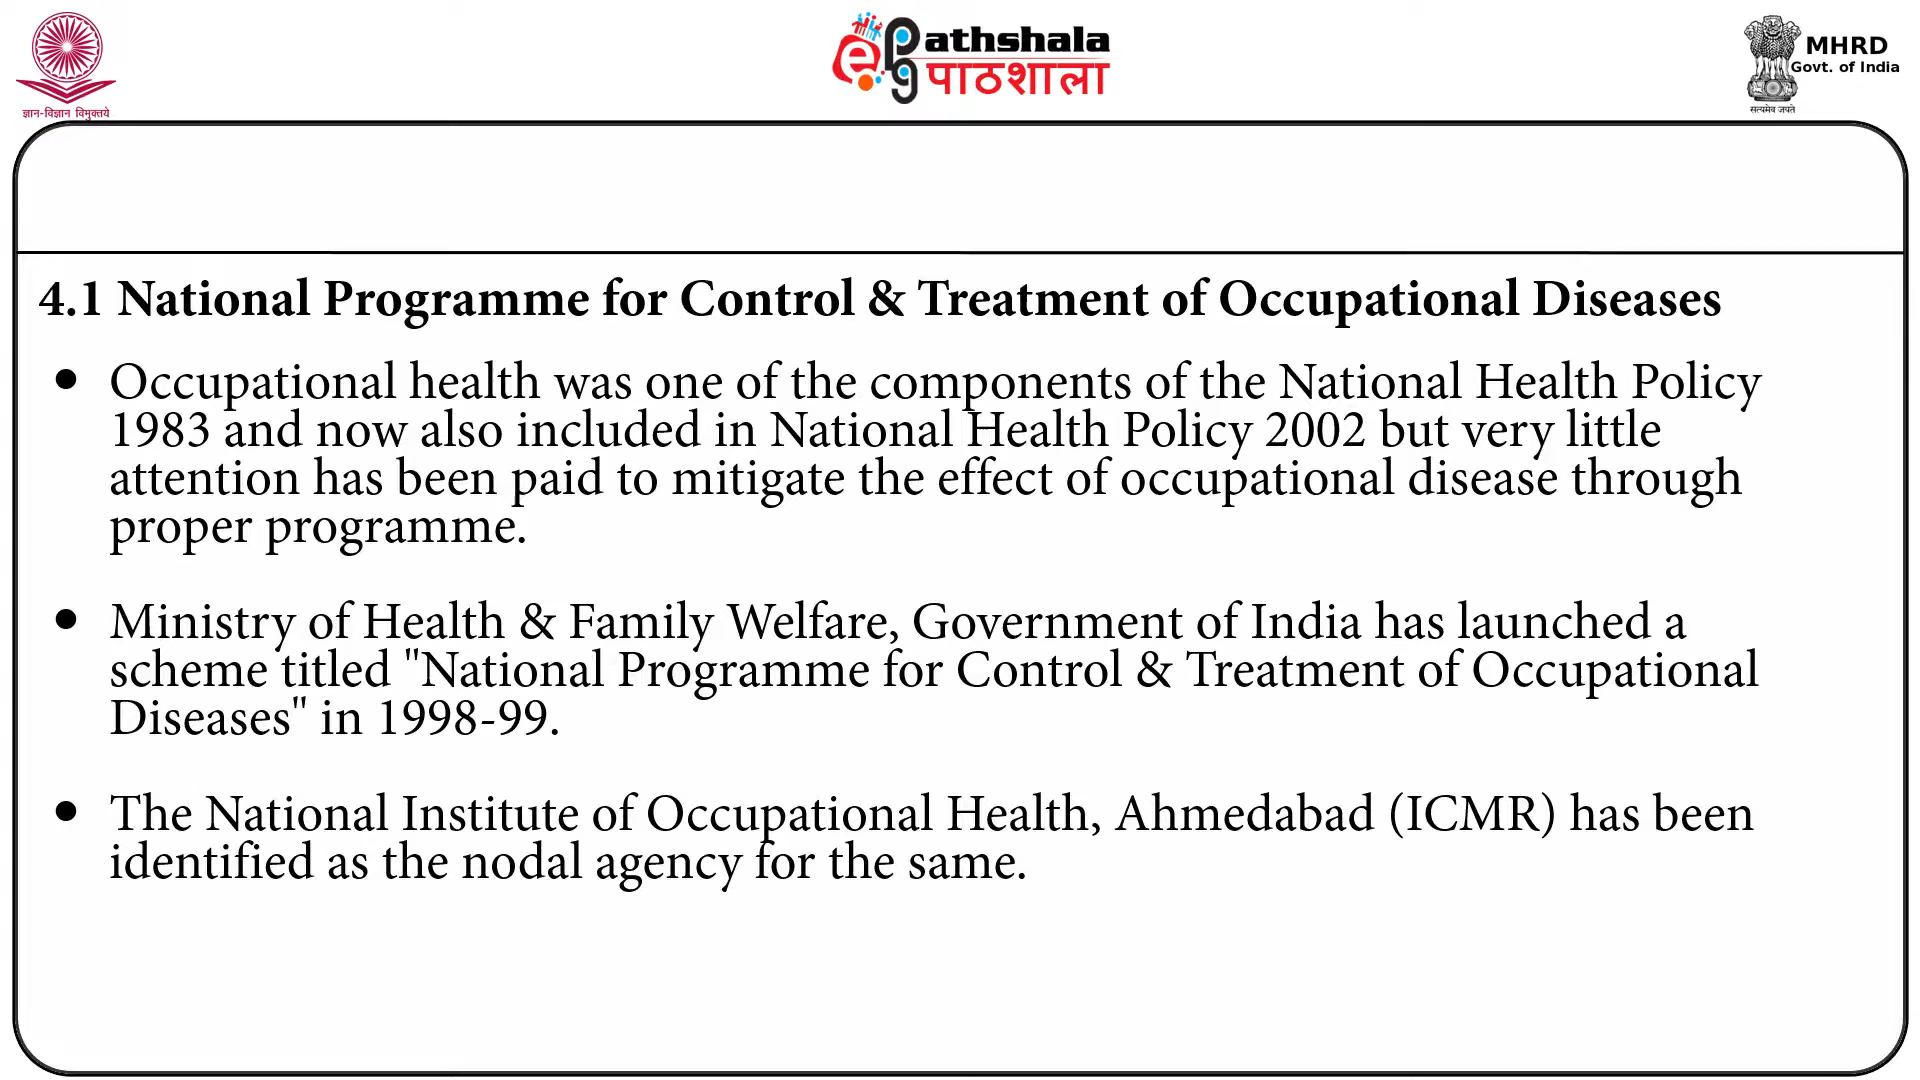 ज्ञान-विज्ञान विमुक्तये
ePathshala
पाठशाला
MHRD
Govt. of India
सत्यमेव जयते
4.1 National Programme for Control & Treatment of Occupational Diseases
• Occupational health was one of the components of the National Health Policy
1983 and now also included in National Health Policy 2002 but very little
attention has been paid to mitigate the effect of occupational disease through
proper programme.
• Ministry of Health & Family Welfare, Government of India has launched a
scheme titled "National Programme for Control & Treatment of Occupational
Diseases" in 1998-99.
• The National Institute of Occupational Health, Ahmedabad (ICMR) has been
identified as the nodal agency for the same.